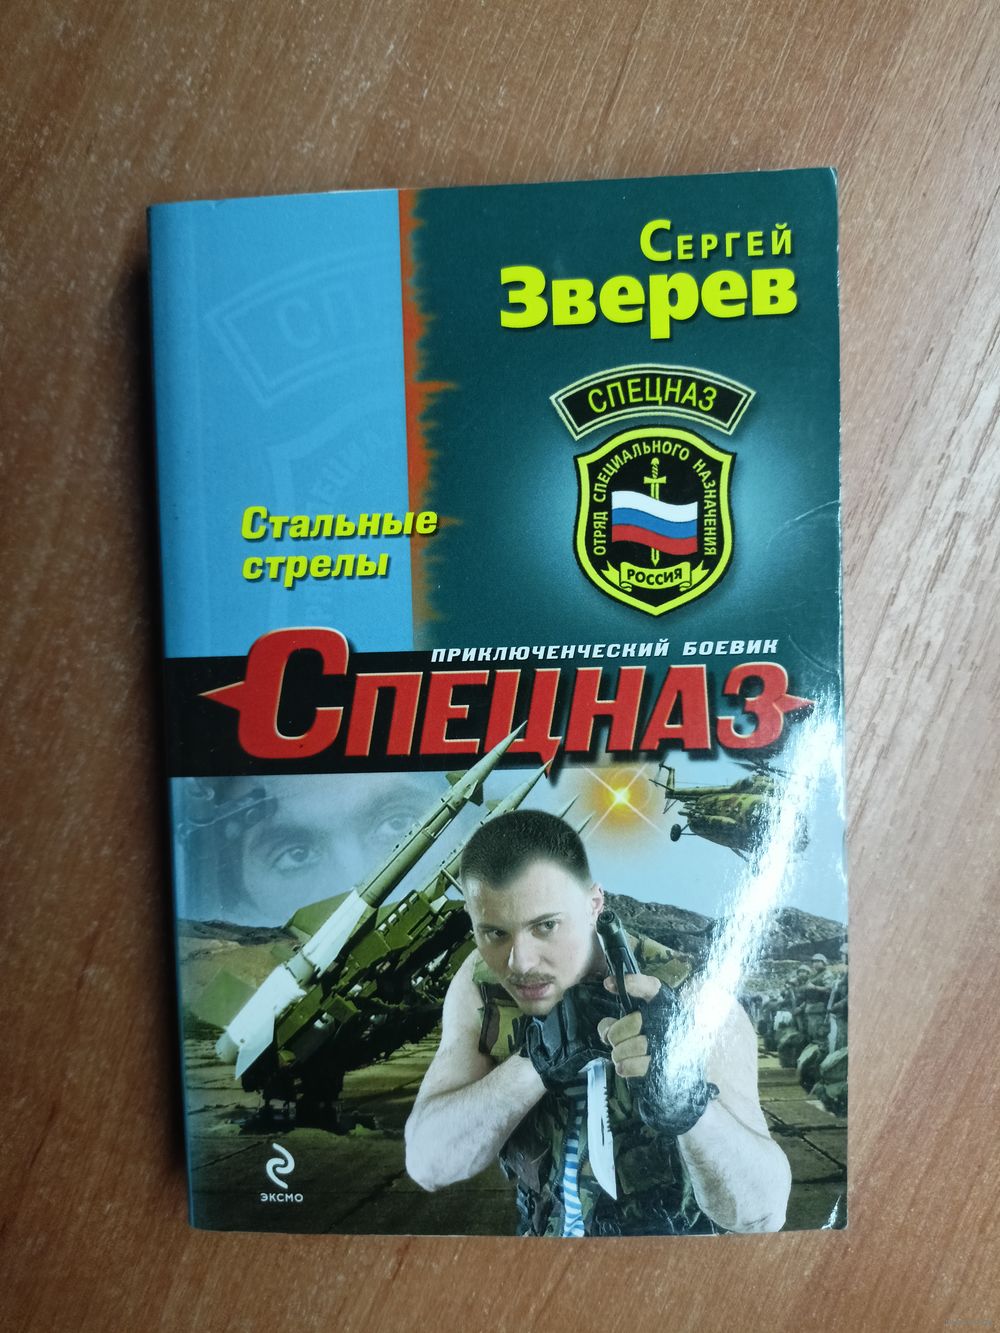 Сергей
Зверев
СПЕЦНАЗ
ОТРЯД СПЕЦИАЛЬНОГО НАЗНАЧЕНИЯ
РОССИЯ
Стальные
стрелы
ПРИКЛЮЧЕНЧЕСКИЙ БОЕВИК
Спецназ
ЭКСМО